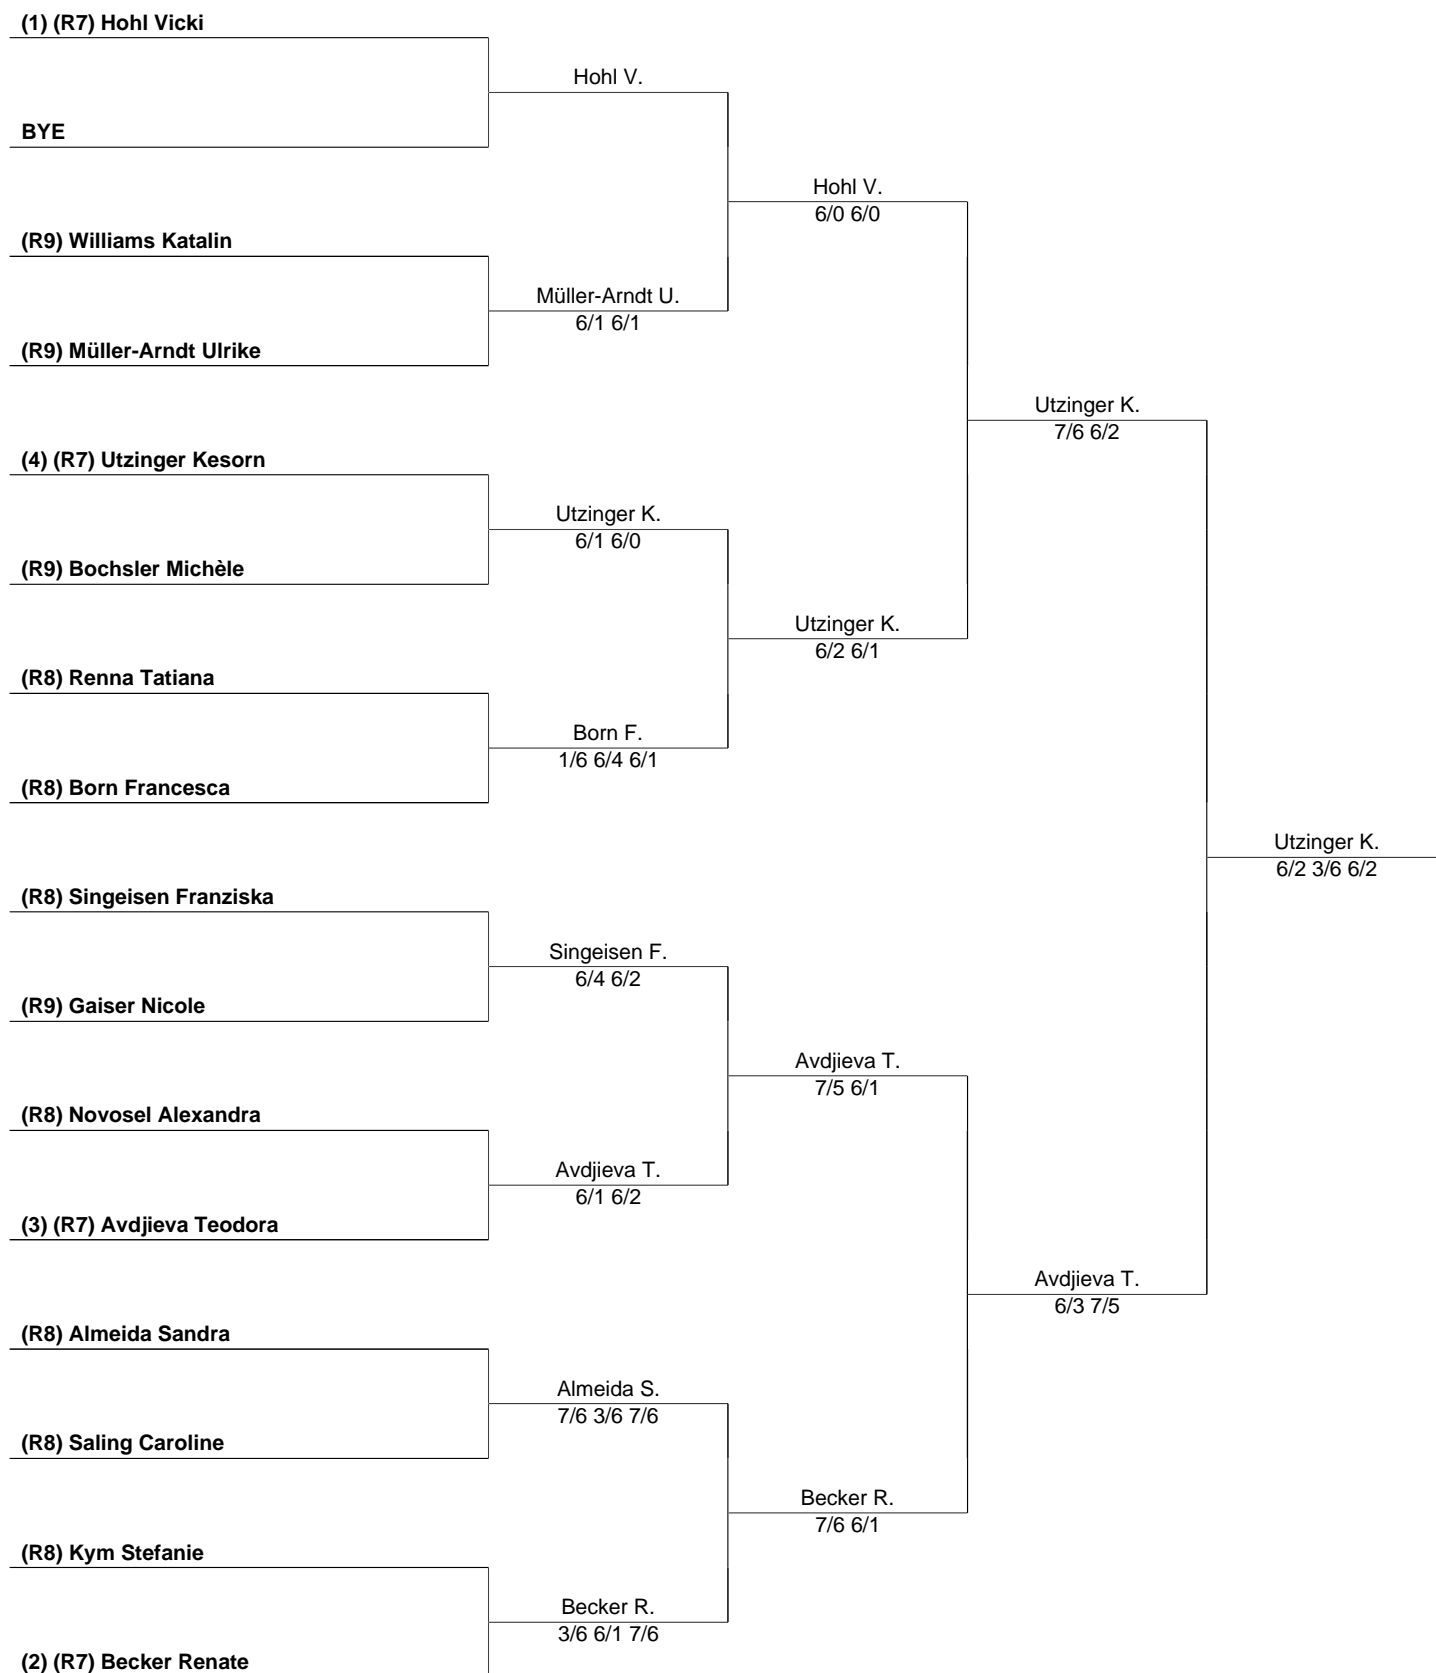 (1) (R7) Hohl Vicki
Hohl V.
BYE
Hohl V.
6/0 6/0
(R9) Williams Katalin
Müller-Arndt U.
6/1 6/1
(R9) Müller-Arndt Ulrike
Utzinger K.
7/6 6/2
(4) (R7) Utzinger Kesorn
Utzinger K.
6/1 6/0
(R9) Bochsler Michèle
Utzinger K.
6/2 6/1
(R8) Renna Tatiana
Born F.
1/6 6/4 6/1
(R8) Born Francesca
Utzinger K.
6/2 3/6 6/2
(R8) Singeisen Franziska
Singeisen F.
6/4 6/2
(R9) Gaiser Nicole
Avdjieva T.
7/5 6/1
(R8) Novosel Alexandra
Avdjieva T.
6/1 6/2
(3) (R7) Avdjieva Teodora
Avdjieva T.
6/3 7/5
(R8) Almeida Sandra
Almeida S.
7/6 3/6 7/6
(R8) Saling Caroline
Becker R.
7/6 6/1
(R8) Kym Stefanie
Becker R.
3/6 6/1 7/6
(2) (R7) Becker Renate